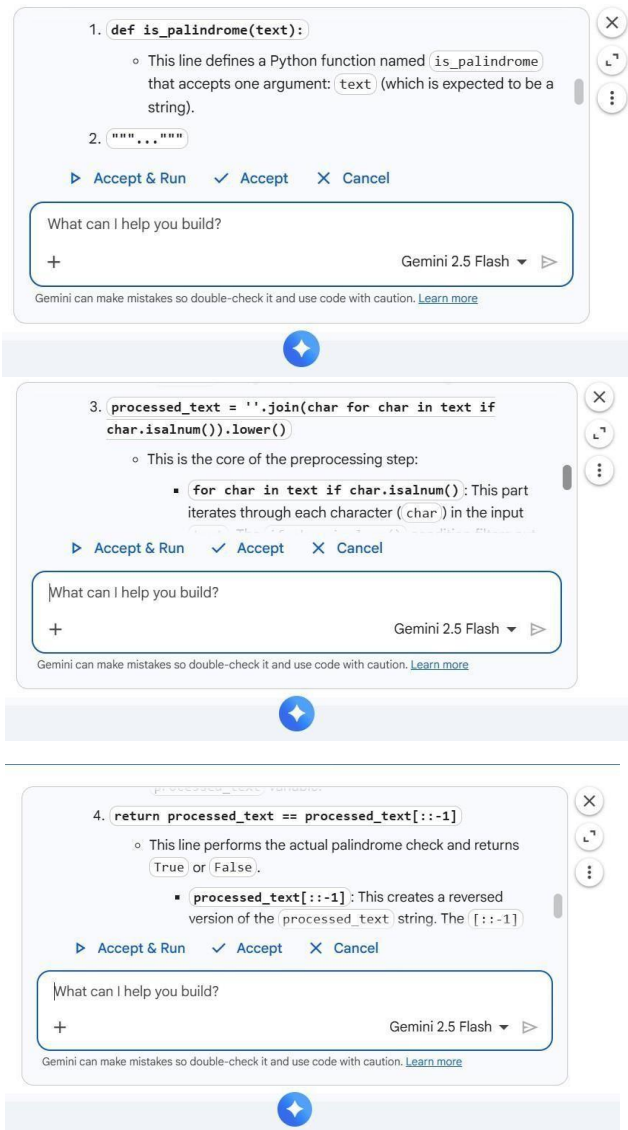 1. def is_palindrome(text):
◦ This line defines a Python function named is_palindrome
that accepts one argument: text (which is expected to be a
string).
2. """..."""
Accept & Run Accept Cancel
What can I help you build?
+ Gemini 2.5 Flash
Gemini can make mistakes so double-check it and use code with caution. Learn more
3. processed_text = ''.join(char for char in text if
char.isalnum()).lower()
◦ This is the core of the preprocessing step:
▪ for char in text if char.isalnum() : This part
iterates through each character ( char ) in the input
Accept & Run Accept Cancel
What can I help you build?
+ Gemini 2.5 Flash
Gemini can make mistakes so double-check it and use code with caution. Learn more
4. return processed_text == processed_text[::-1]
◦ This line performs the actual palindrome check and returns
True or False .
▪ processed_text[::-1] : This creates a reversed
version of the processed_text string. The [::-1]
Accept & Run Accept Cancel
What can I help you build?
+ Gemini 2.5 Flash
Gemini can make mistakes so double-check it and use code with caution. Learn more